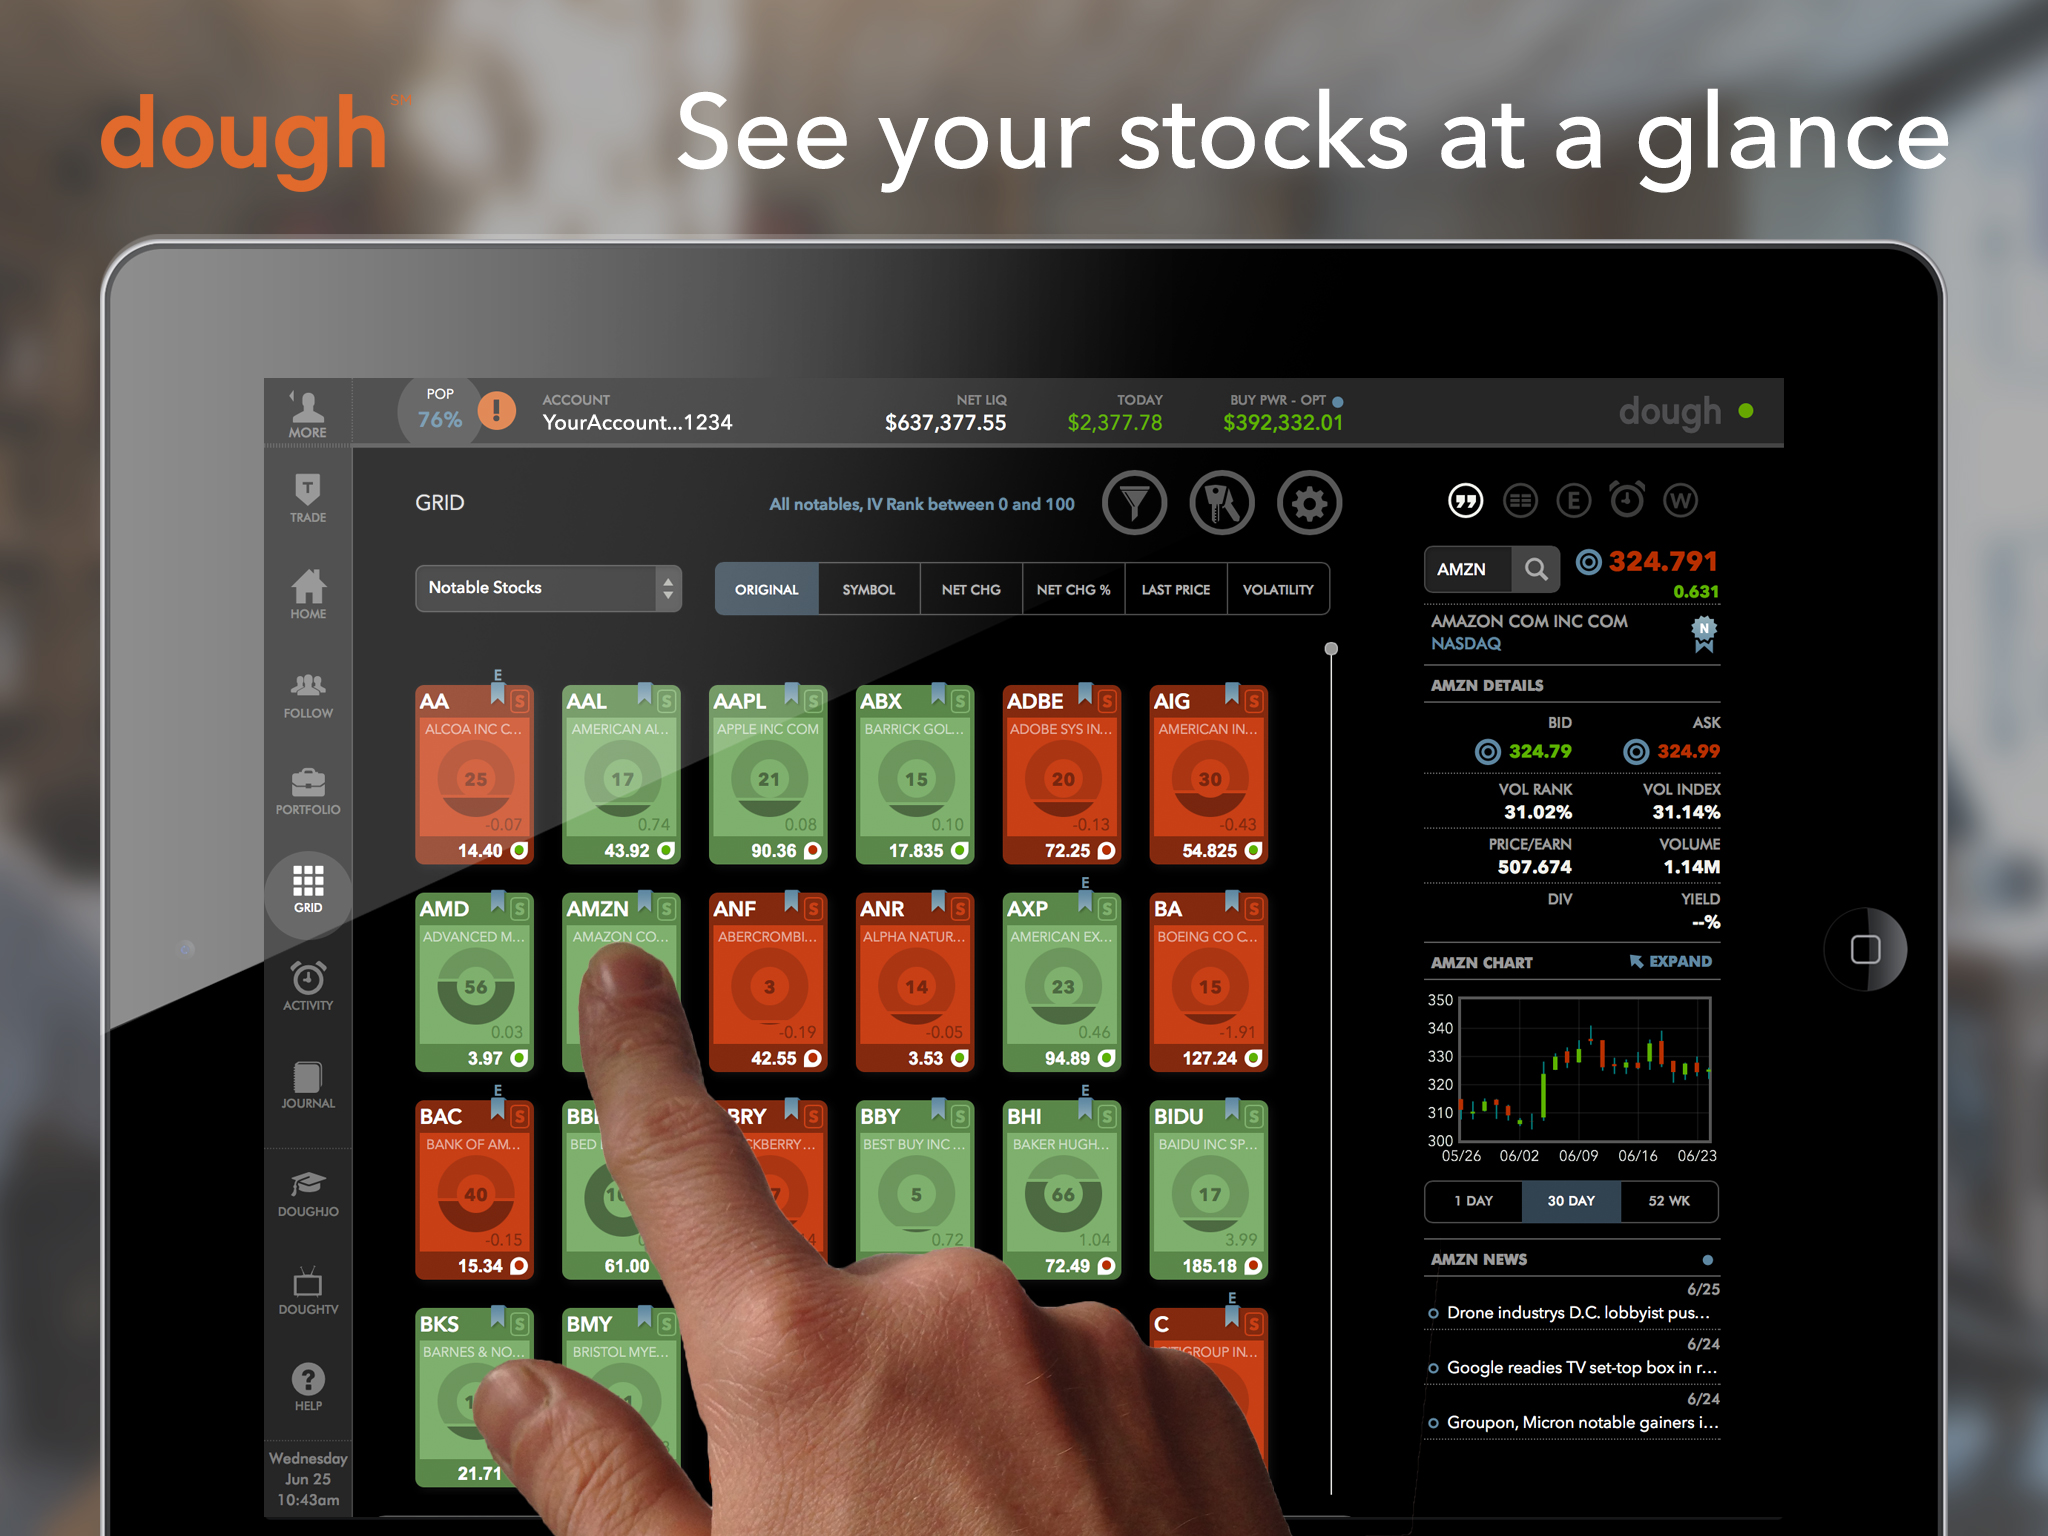 dough SM
See your stocks at a glance
MORE
POP
76%
!
ACCOUNT
YourAccount...1234
NET LIQ
$637,377.55
TODAY
$2,377.78
BUY PWR - OPT
$392,332.01
dough
T
TRADE
HOME
FOLLOW
PORTFOLIO
GRID
ACTIVITY
JOURNAL
DOUGHJO
DOUGHTV
?
HELP
Wednesday
Jun 25
10:43am
GRID
All notables, IV Rank between 0 and 100
Notable Stocks
ORIGINAL
SYMBOL
NET CHG
NET CHG %
LAST PRICE
VOLATILITY
E
AA S
ALCOA INC C...
25
-0.07
14.40
AAL S
AMERICAN AI...
17
0.74
43.92
AAPL S
APPLE INC COM
21
0.08
90.36
ABX S
BARRICK GOL...
15
0.10
17.835
ADBE S
ADOBE SYS IN...
20
-0.13
72.25
AIG S
AMERICAN IN...
30
-0.43
54.825
AMD S
ADVANCED M...
56
0.03
3.97
AMZN S
AMAZON CO...
ANF S
ABERCROMBI...
3
-0.19
42.55
ANR S
ALPHA NATUR...
14
-0.05
3.53
E
AXP S
AMERICAN EX...
23
0.46
94.89
BA S
BOEING CO C...
15
-1.91
127.24
E
BAC S
BANK OF AM...
40
-0.15
15.34
BED
61.00
S
BBY S
BEST BUY INC ...
5
0.72
E
BHI S
BAKER HUGH...
66
1.04
72.49
BIDU S
BAIDU INC SP...
17
3.99
185.18
BKS S
BARNES & NO...
21.71
BMY S
BRISTOL MYE...
E
C S
" E ”
AMZN
324.791
0.631
AMAZON COM INC COM
NASDAQ
N
AMZN DETAILS
BID
324.79
ASK
324.99
VOL RANK
31.02%
VOL INDEX
31.14%
PRICE/EARN
507.674
VOLUME
1.14M
DIV
YIELD
--%
AMZN CHART
EXPAND
350
340
330
320
310
300
05/26 06/02 06/09 06/16 06/23
1 DAY
30 DAY
52 WK
AMZN NEWS
6/25
Drone industrys D.C. lobbyist pus...
6/24
Google readies TV set-top box in r...
6/24
Groupon, Micron notable gainers i...